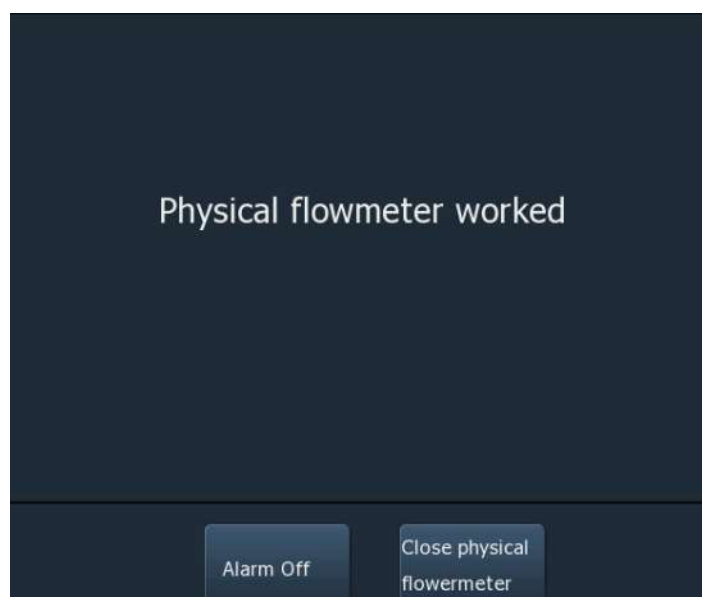 Physical flowmeter worked
Alarm Off
Close physical
flowermeter